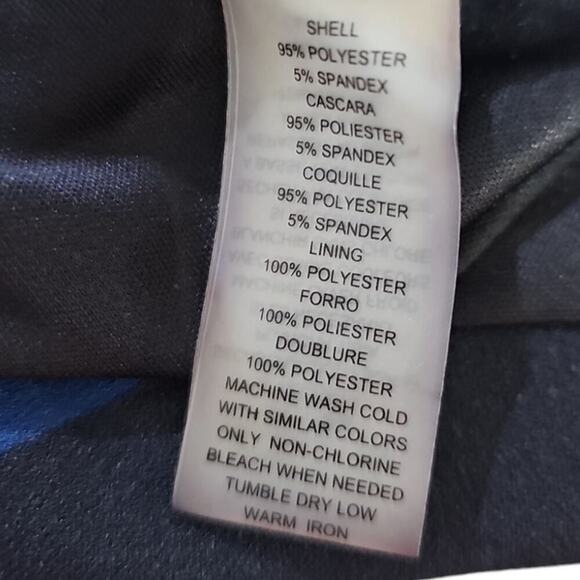 SHELL
95% POLYESTER
5% SPANDEX
CASCARA
95% POLIESTER
5% SPANDEX
COQUILLE
95% POLYESTER
5% SPANDEX
LINING
100% POLYESTER
FORRO
100% POLIESTER
DOUBLURE
100% POLYESTER
MACHINE WASH COLD
WITH SIMILAR COLORS
ONLY NON-CHLORINE
BLEACH WHEN NEEDED
TUMBLE DRY LOW
WARM IRON